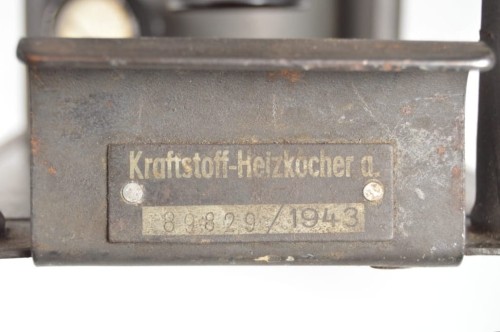 Kraftstoff-Heizkocher a.
89829/1943